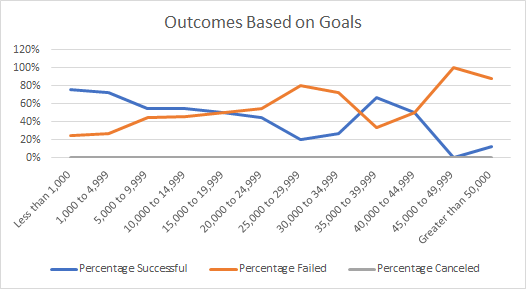 Outcomes Based on Goals
120%
100%
80%
60%
40%
20%
0%
Less than 1,000
1,000 to 4,999
5,000 to 9,999
10,000 to 14,999
15,000 to 19,999
20,000 to 24,999
25,000 to 29,999
30,000 to 34,999
35,000 to 39,999
40,000 to 44,999
45,000 to 49,999
Greater than 50,000
Percentage Successful
Percentage Failed
Percentage Canceled